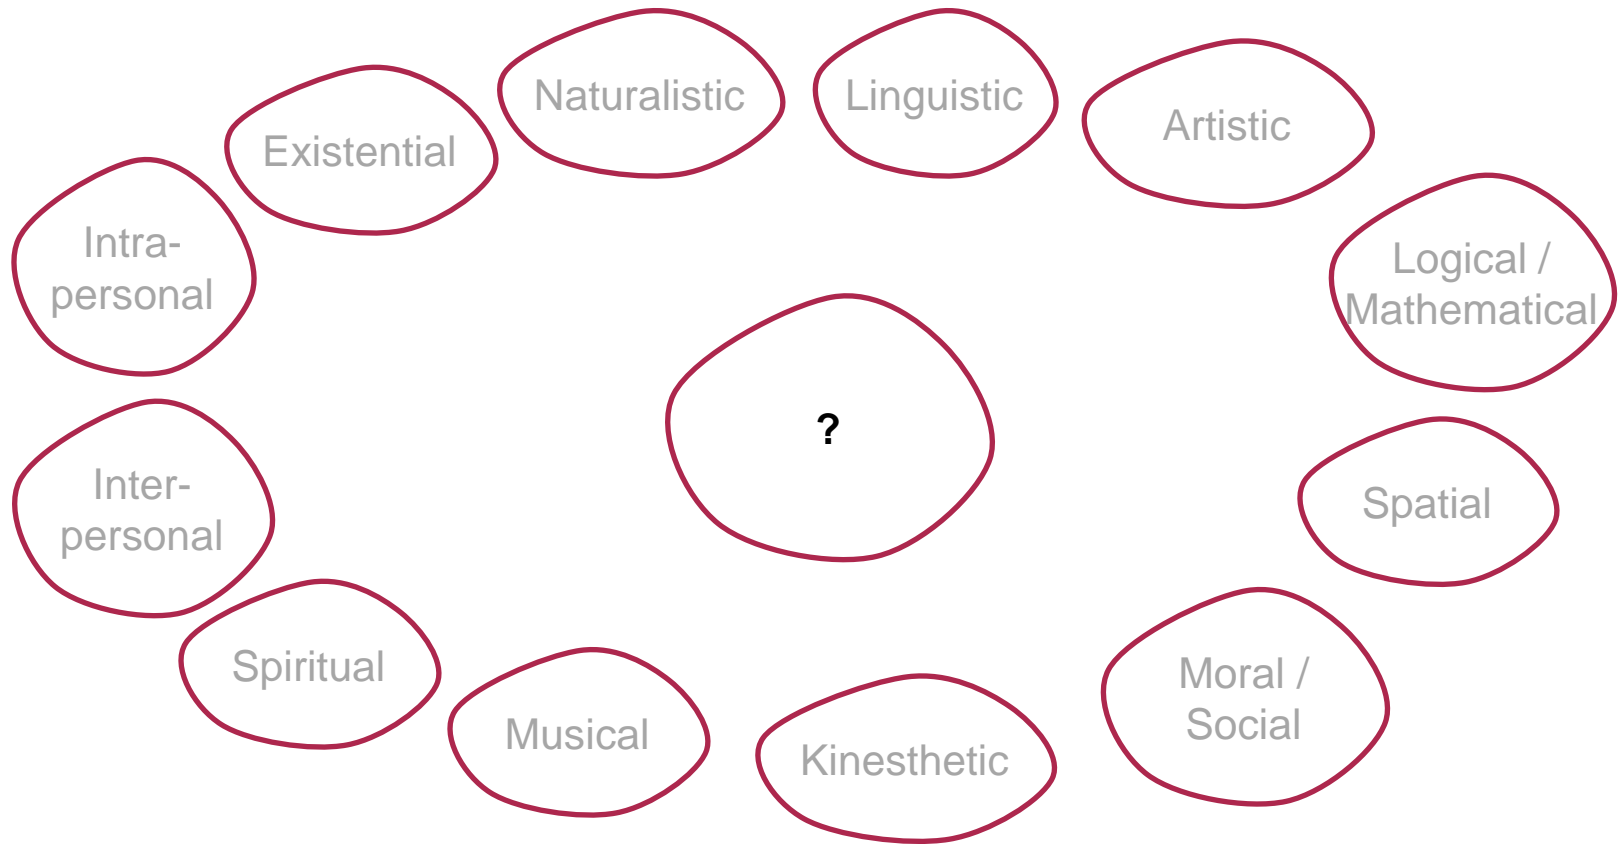 Naturalistic
Linguistic
Artistic
Existential
Intra-
personal
Logical /
Mathematical
?
Inter-
personal
Spatial
Spiritual
Moral /
Social
Musical
Kinesthetic